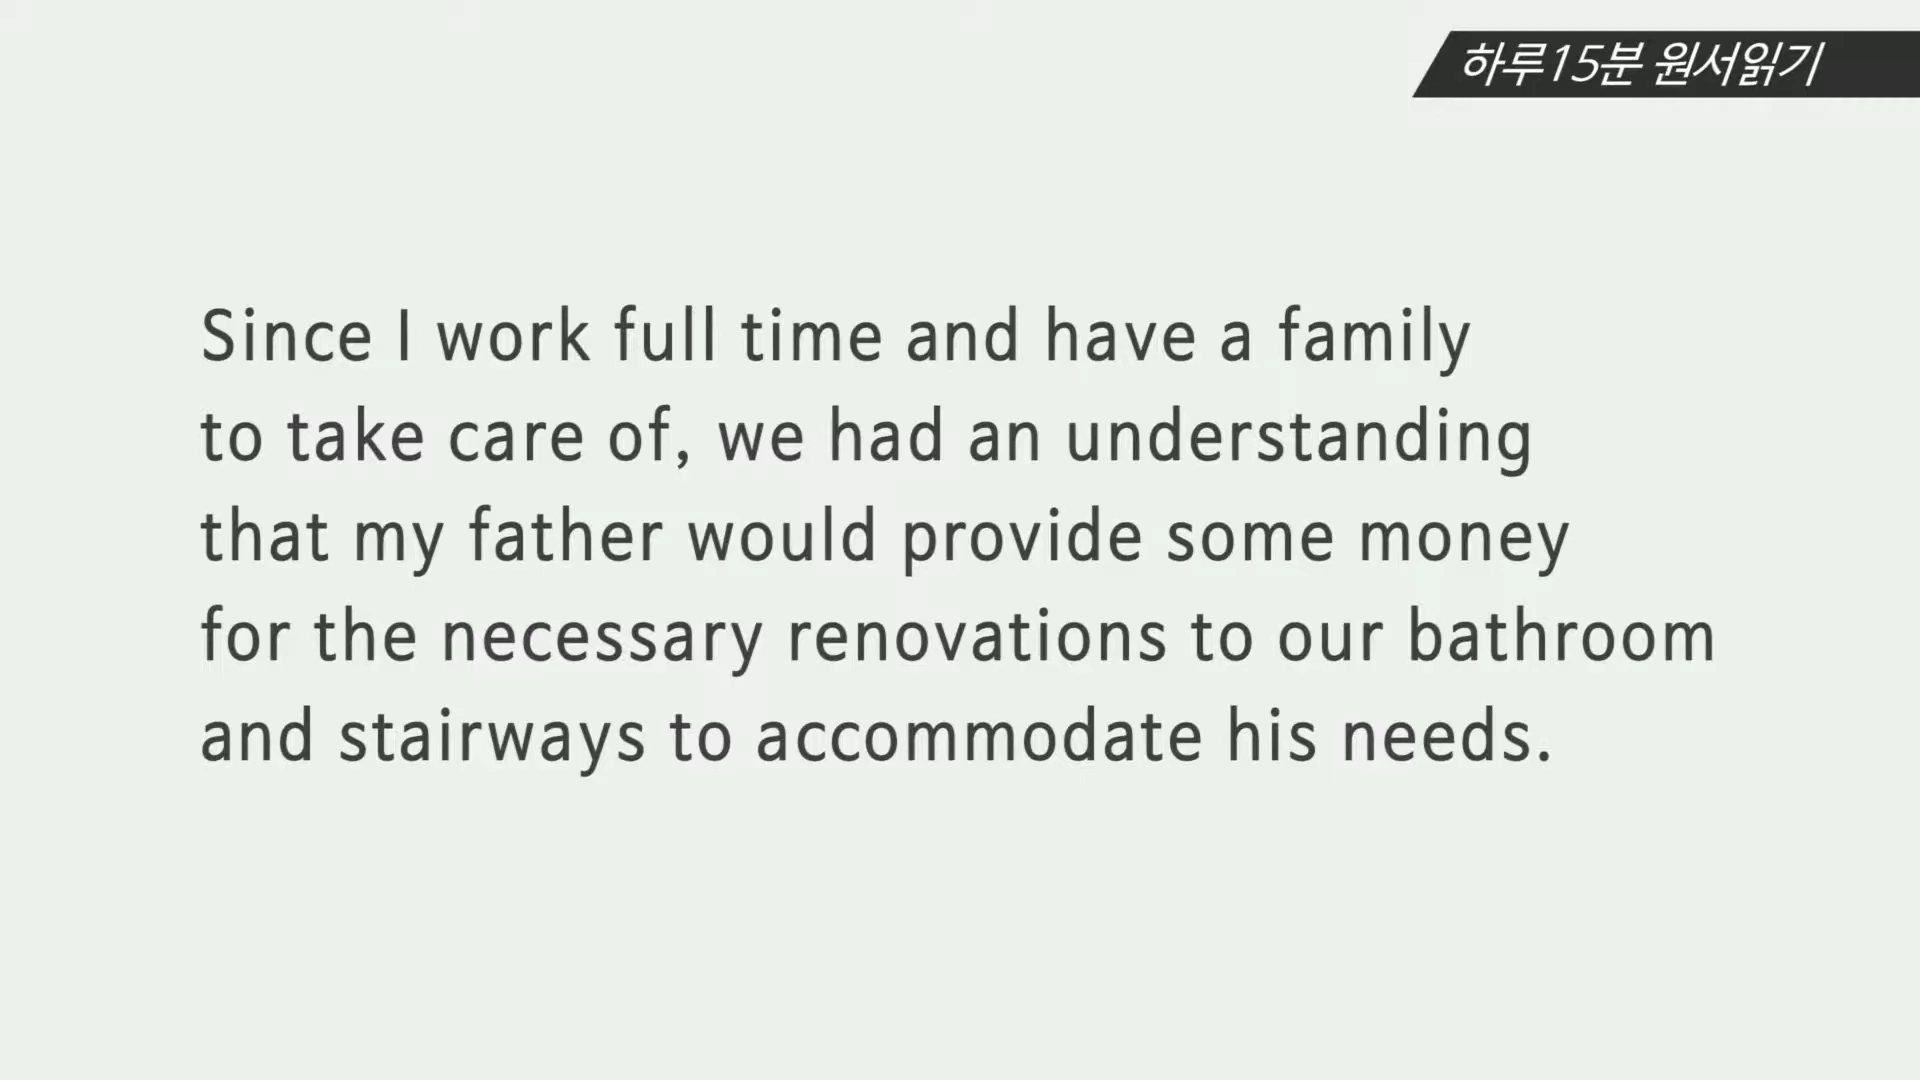 하루15분 원서읽기
Since I work full time and have a family
to take care of, we had an understanding
that my father would provide some money
for the necessary renovations to our bathroom
and stairways to accommodate his needs.